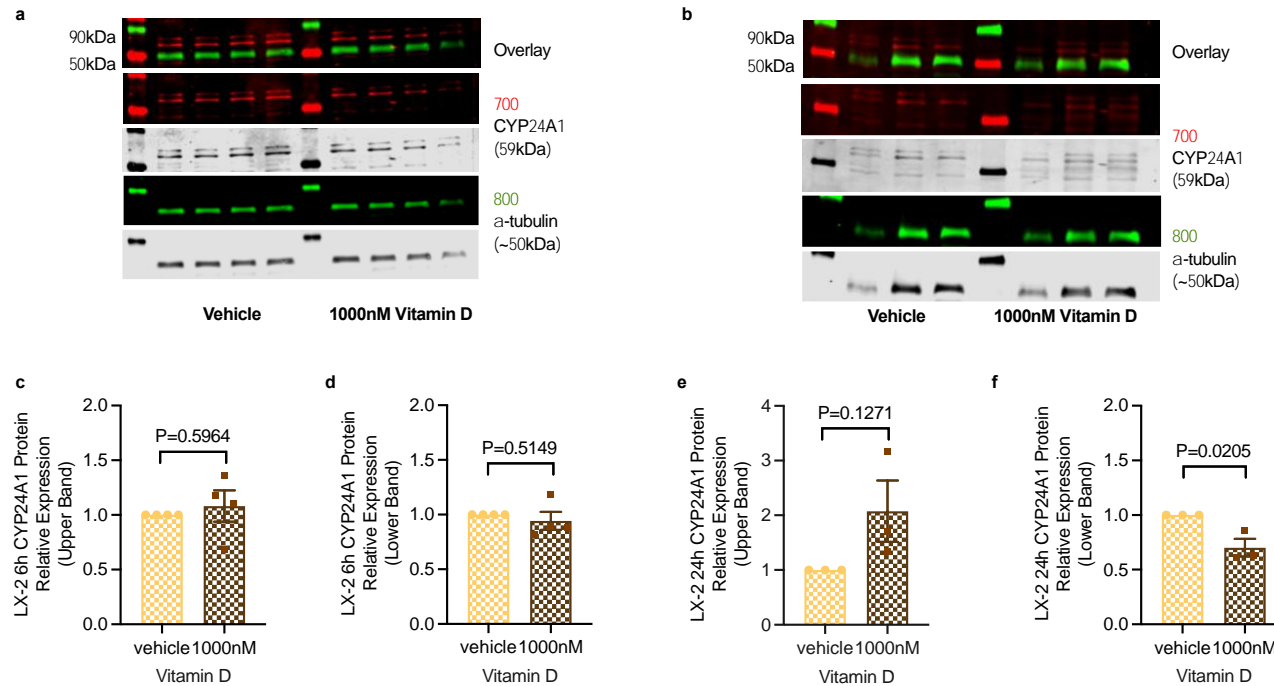 a
90kDa
50kDa
Overlay
700
CYP24A1
(59kDa)
800
a-tubulin
(~50kDa)
Vehicle
1000nM Vitamin D
b
90kDa
50kDa
Overlay
700
CYP24A1
(59kDa)
800
a-tubulin
(~50kDa)
Vehicle
1000nM Vitamin D
c
LX-2 6h CYP24A1 Protein
Relative Expression
(Upper Band)
2.0
1.5
1.0
0.5
0.0
P=0.5964
vehicle 1000nM
Vitamin D
d
LX-2 6h CYP24A1 Protein
Relative Expression
(Lower Band)
2.0
1.5
1.0
0.5
0.0
P=0.5149
vehicle 1000nM
Vitamin D
e
LX-2 24h CYP24A1 Protein
Relative Expression
(Upper Band)
4
3
2
1
0
P=0.1271
vehicle 1000nM
Vitamin D
f
LX-2 24h CYP24A1 Protein
Relative Expression
(Lower Band)
2.0
1.5
1.0
0.5
0.0
P=0.0205
vehicle 1000nM
Vitamin D